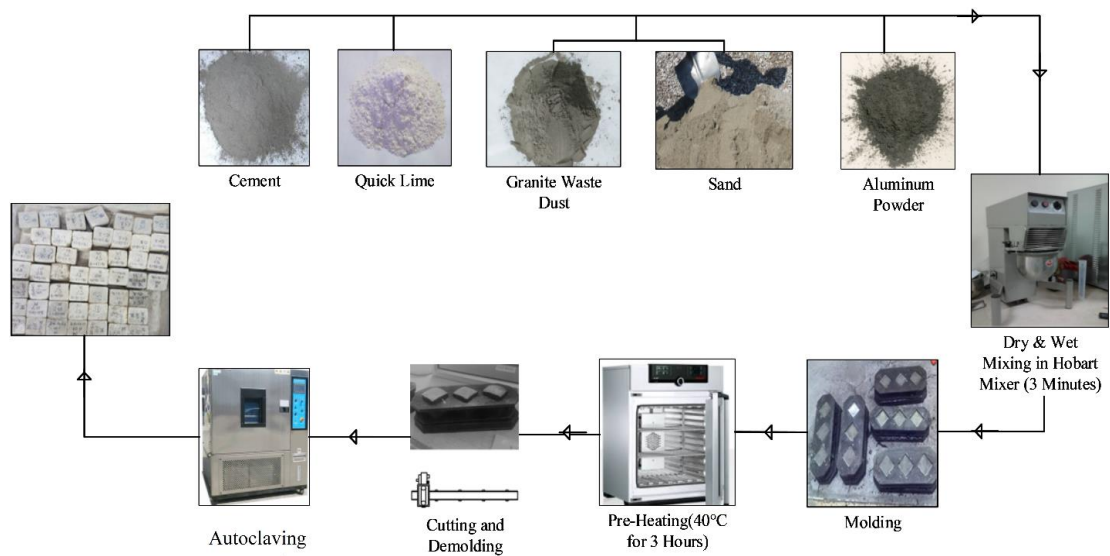 Cement
Quick Lime
Granite Waste
Dust
Sand
Aluminum
Powder
Dry & Wet
Mixing in Hobart
Mixer (3 Minutes)
Molding
Pre-Heating(40°C
for 3 Hours)
Cutting and
Demolding
Autoclaving